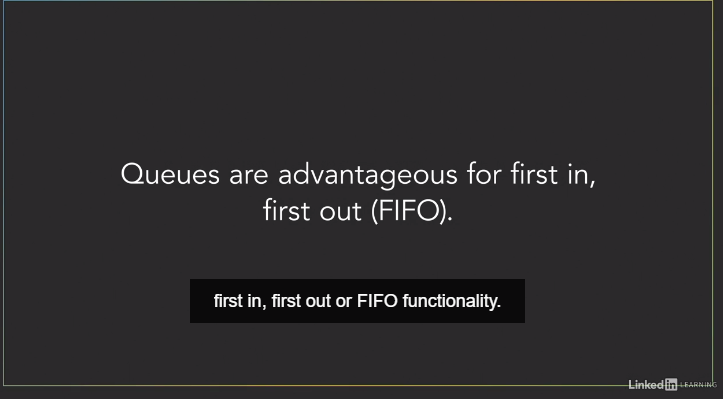 Queues are advantageous for first in,
first out (FIFO).
first in, first out or FIFO functionality.
Linked in LEARNING